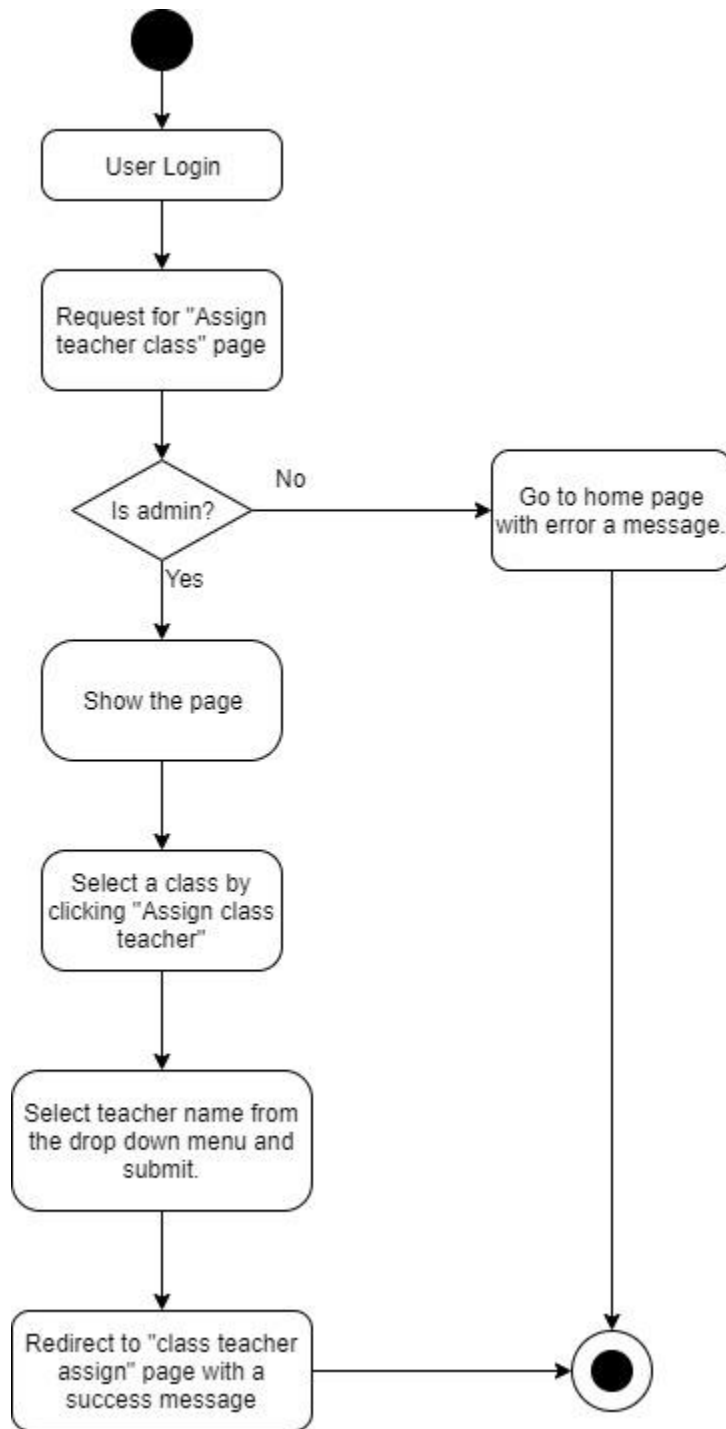 User Login
Request for "Assign
teacher class" page
Is admin?
No
Go to home page
with error a message.
Yes
Show the page
Select a class by
clicking "Assign class
teacher"
Select teacher name from
the drop down menu and
submit.
Redirect to "class teacher
assign" page with a
success message